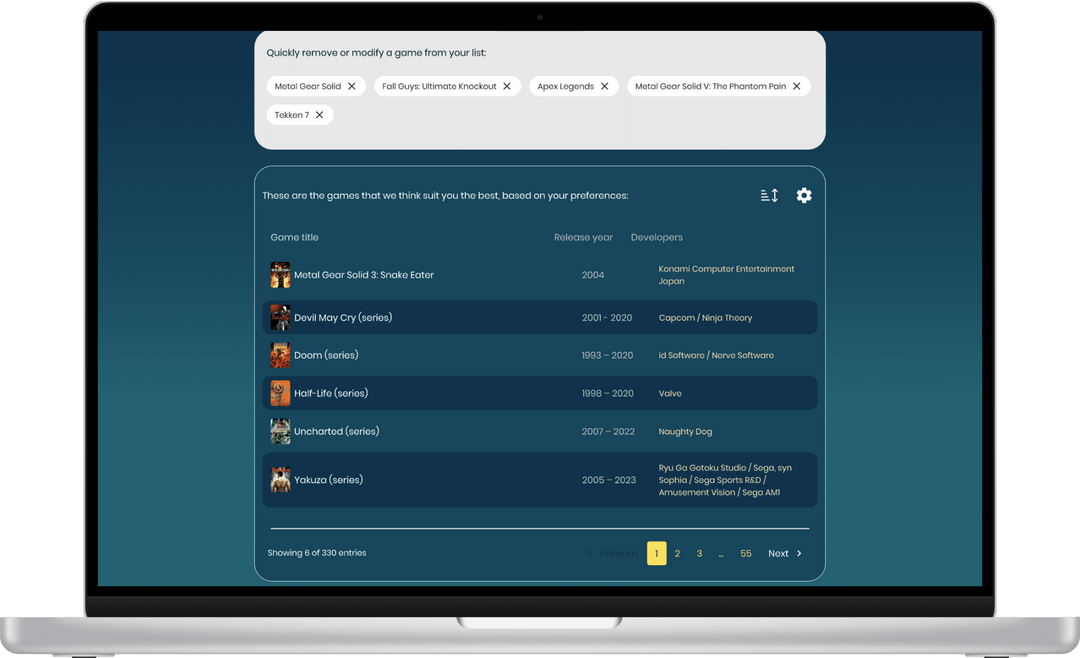 Quickly remove or modify a game from your list:
Metal Gear Solid
Fall Guys: Ultimate Knockout
Apex Legends
Metal Gear Solid V: The Phantom Pain
Tekken 7
These are the games that we think suit you the best, based on your preferences:
Game title Release year Developers
Metal Gear Solid 3: Snake Eater 2004 Konami Computer Entertainment
Japan
Devil May Cry (series) 2001 - 2020 Capcom / Ninja Theory
Doom (series) 1993 – 2020 id Software / Nerve Software
Half-Life (series) 1998 – 2020 Valve
Uncharted (series) 2007 – 2022 Naughty Dog
Yakuza (series) 2005 – 2023 Ryu Ga Gotoku Studio / Sega, syn
Sophia / Sega Sports R&D /
Amusement Vision / Sega AM1
Showing 6 of 330 entries Previous 1 2 3 ... 55 Next